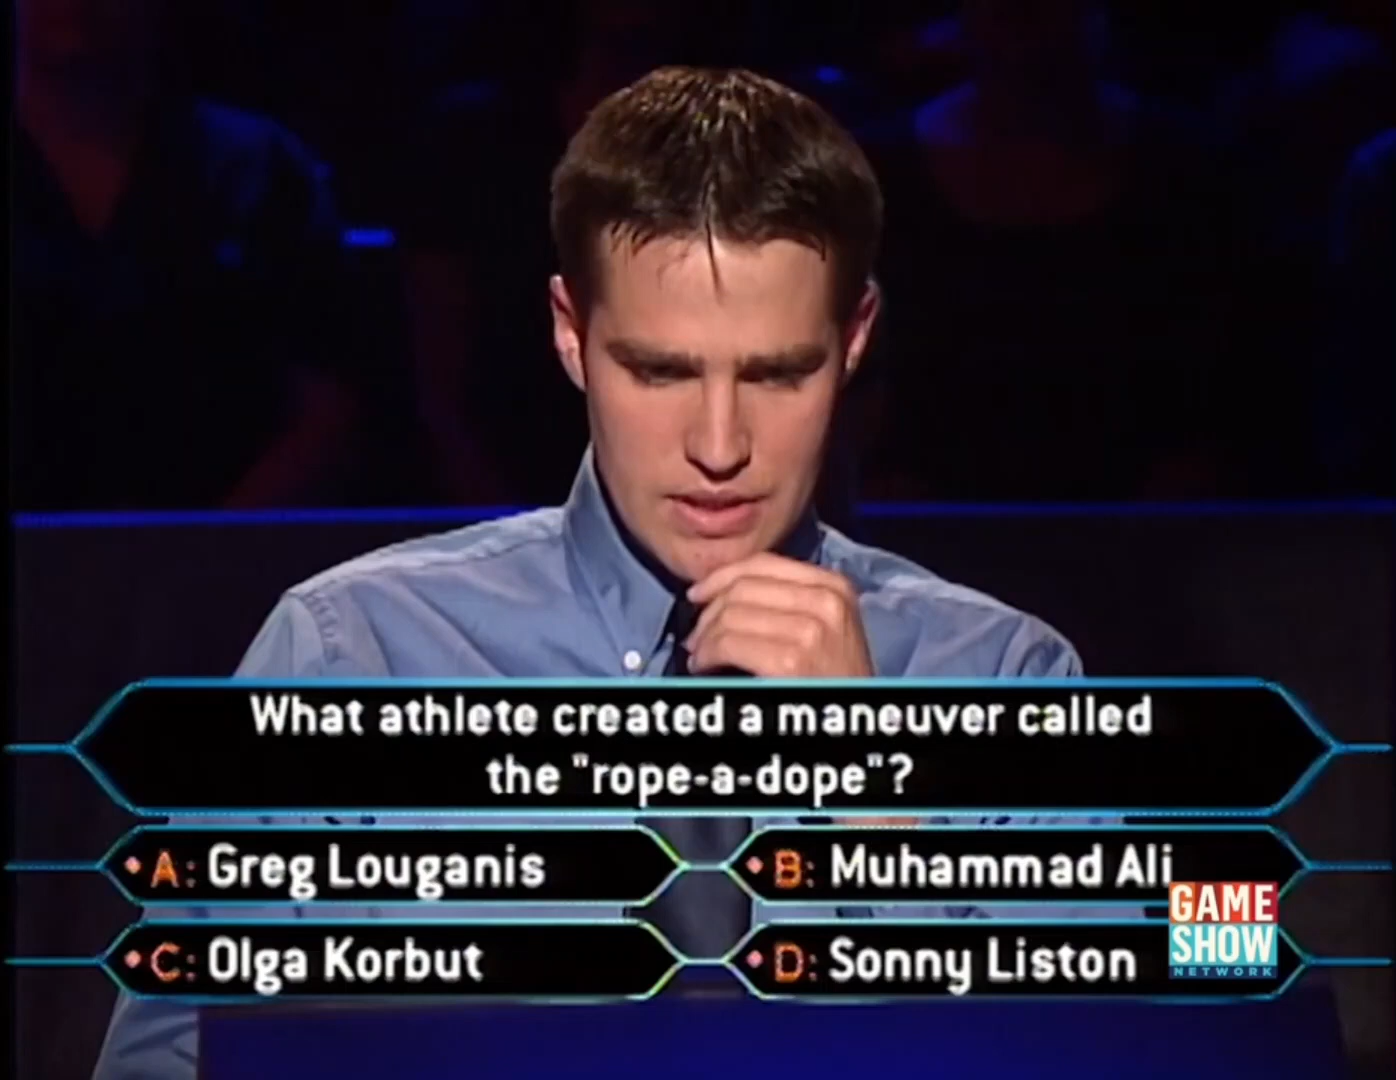 What athlete created a maneuver called
the "rope-a-dope"?
A: Greg Louganis
B: Muhammad Ali
C: Olga Korbut
D: Sonny Liston
GAME
SHOW
NETWORK